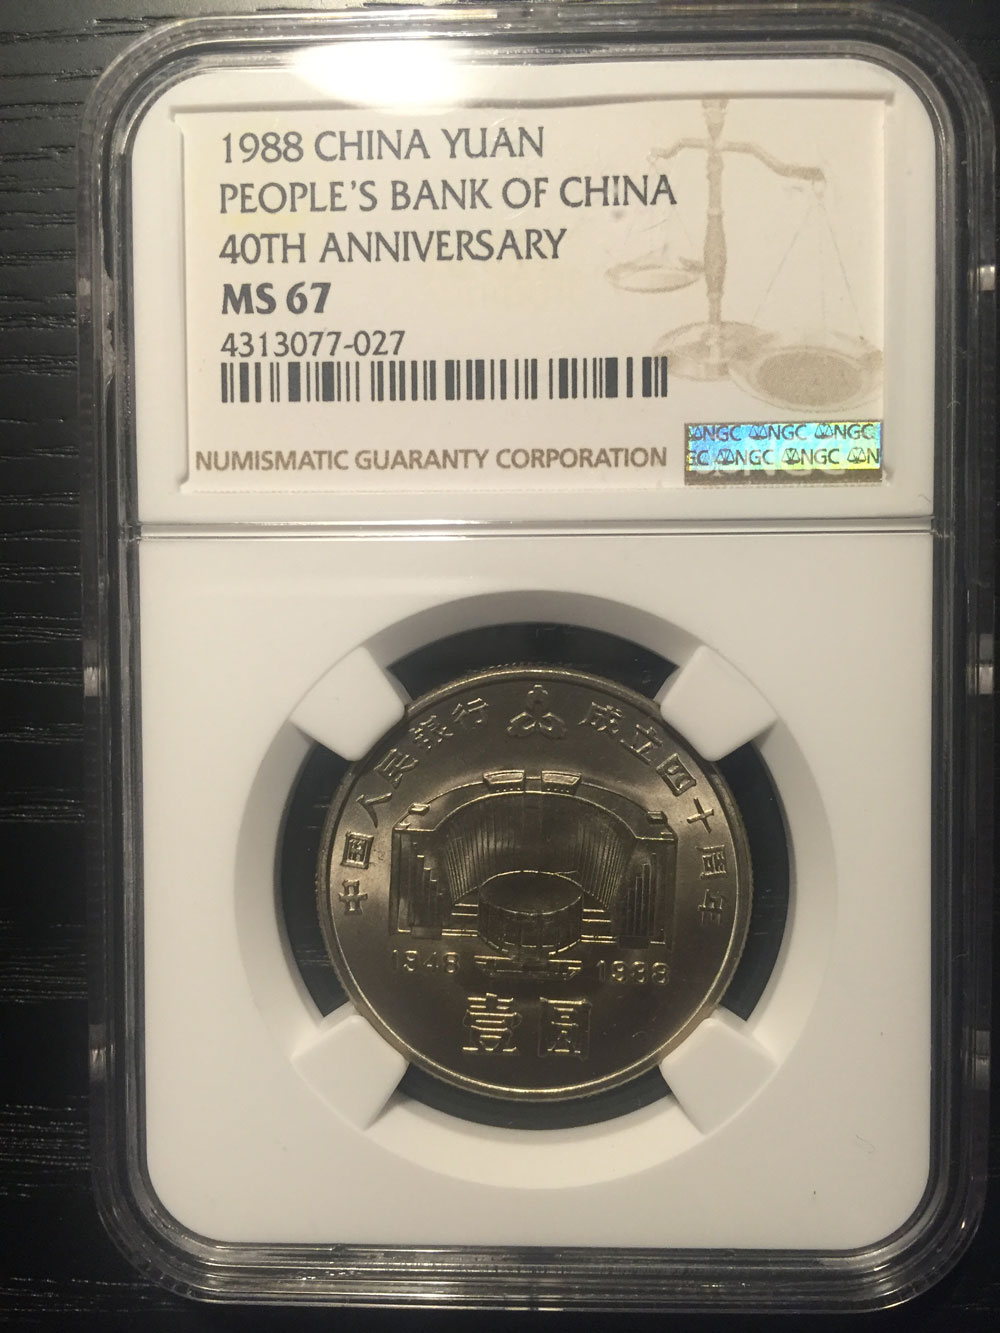 1988 CHINA YUAN
PEOPLE'S BANK OF CHINA
40TH ANNIVERSARY
MS 67
4313077-027
NUMISMATIC GUARANTY CORPORATION
NGC NGC NGC
GC NGC NGC N
中国人民银行 成立四十周年
1948 1988
壹圆